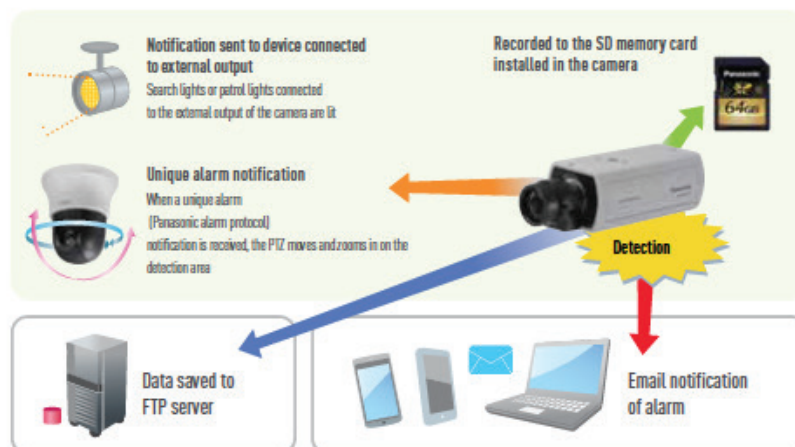 Notification sent to device connected
to external output
Search lights or patrol lights connected
to the external output of the camera are lit
Recorded to the SD memory card
installed in the camera
Panasonic
64GB
Unique alarm notification
When a unique alarm
(Panasonic alarm protocol)
notification is received, the PTZ moves and zooms in on the
detection area
Detection
Data saved to
FTP server
Email notification
of alarm